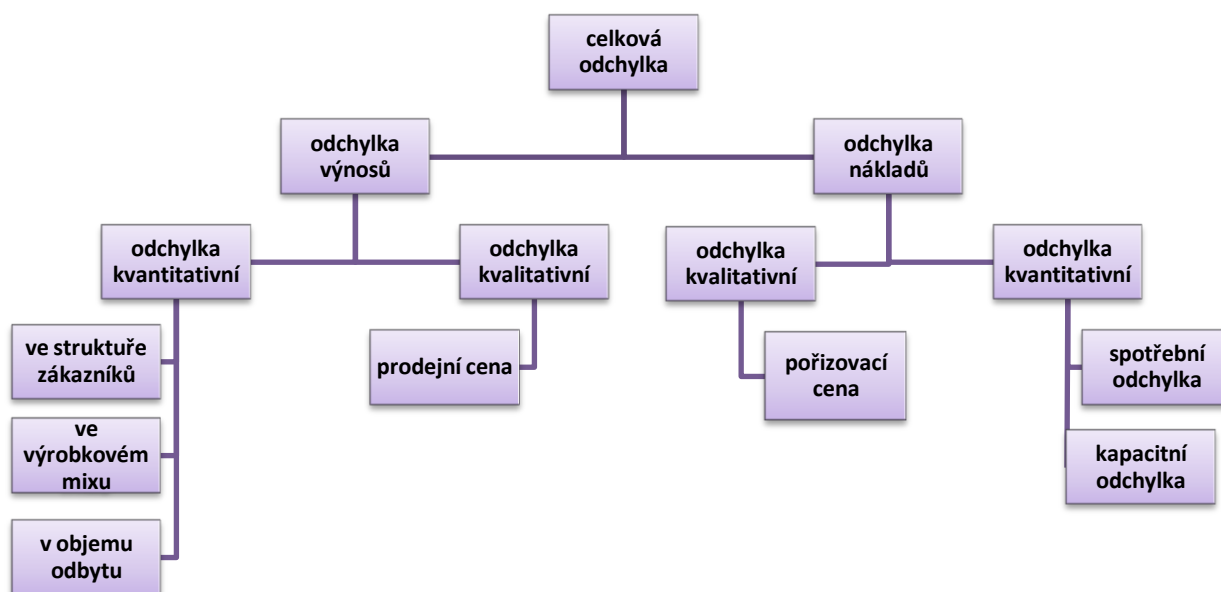 celková
odchylka
odchylka
výnosů
odchylka
nákladů
odchylka
kvantitativní
odchylka
kvalitativní
odchylka
kvalitativní
odchylka
kvantitativní
ve struktuře
zákazníků
prodejní cena
pořizovací
cena
spotřební
odchylka
ve
výrobkovém
mixu
kapacitní
odchylka
v objemu
odbytu